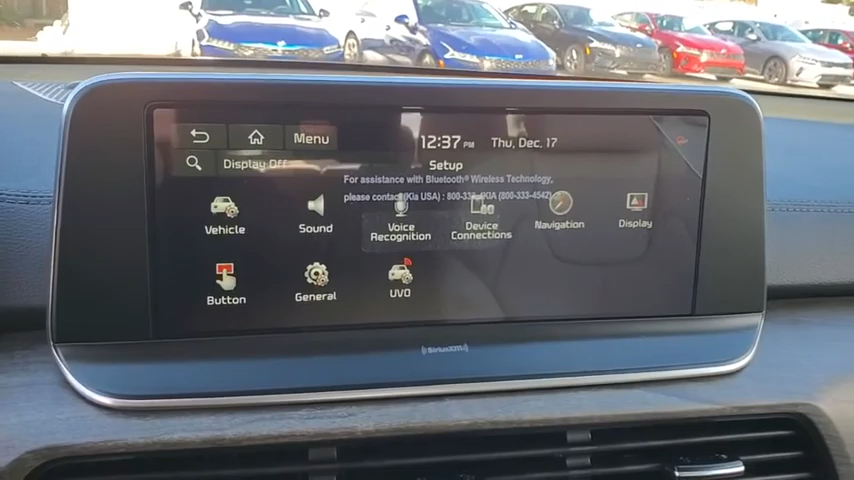 Menu
12:37 PM
Thu, Dec, 17
Display Off
Setup
For assistance with Bluetooth® Wireless Technology,
please contact (Kia USA) : 800-333-4KIA (800-333-4542)
Vehicle
Sound
Voice
Recognition
Device
Connections
Navigation
Display
Button
General
UVO
SiriusXM